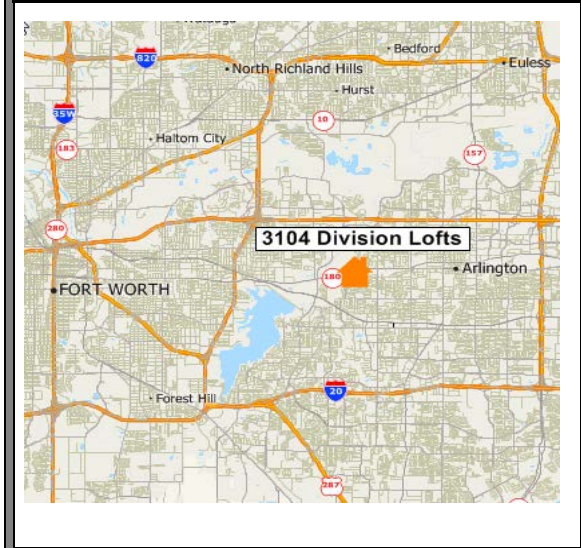 Watauga
Bedford
820
North Richland Hills
Euless
Hurst
35W
10
Haltom City
183
157
280
3104 Division Lofts
180
Arlington
FORT WORTH
20
Forest Hill
287